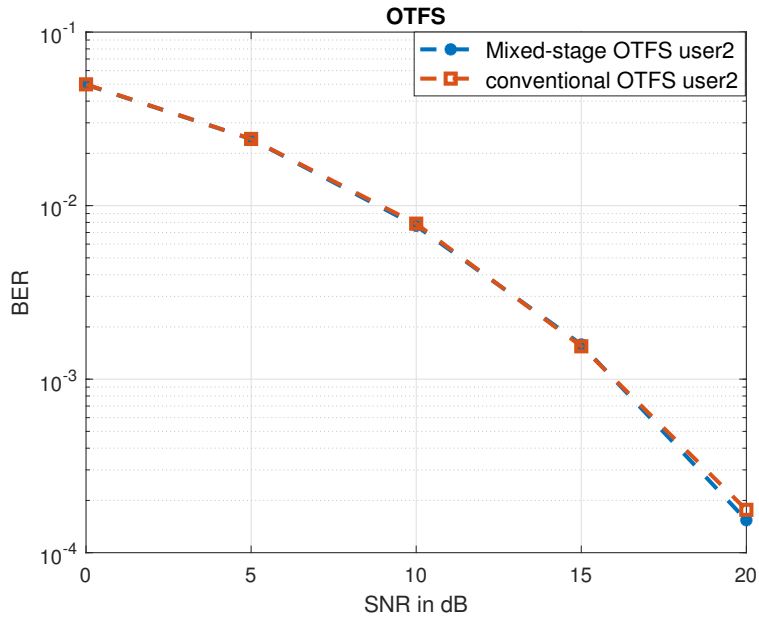 OTFS
Mixed-stage OTFS user2
conventional OTFS user2
10^-1
10^-2
10^-3
10^-4
BER
0 5 10 15 20
SNR in dB